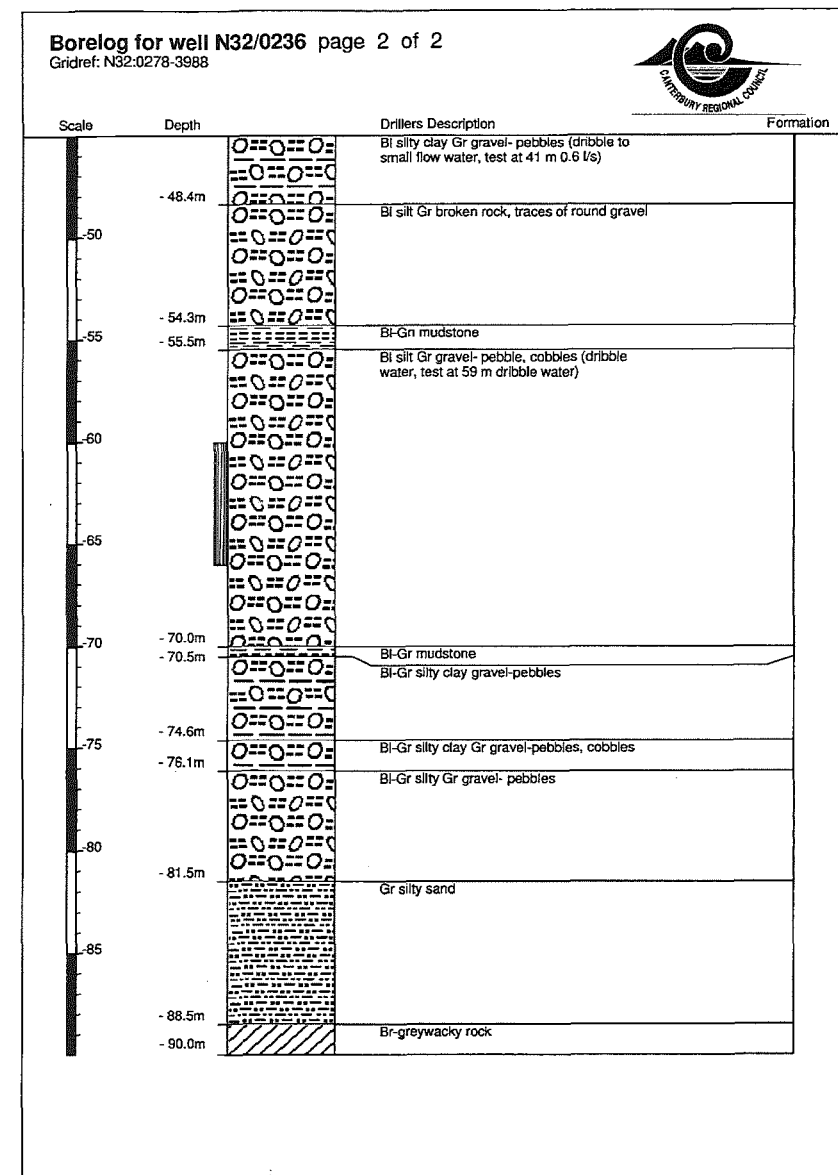 Borelog for well N32/0236 page 2 of 2
Gridref: N32:0278-3988
CANTERBURY REGIONAL COUNCIL
Scale Depth Drillers Description Formation
Bl silty clay Gr gravel- pebbles (dribble to
small flow water, test at 41 m 0.6 l/s)
- 48.4m
Bl silt Gr broken rock, traces of round gravel
-50
- 54.3m
Bl-Gn mudstone
-55
- 55.5m
Bl silt Gr gravel- pebble, cobbles (dribble
water, test at 59 m dribble water)
-60
-65
-70
- 70.0m
Bl-Gr mudstone
- 70.5m
Bl-Gr silty clay gravel-pebbles
- 74.6m
-75
Bl-Gr silty clay Gr gravel-pebbles, cobbles
- 76.1m
Bl-Gr silty Gr gravel- pebbles
-80
- 81.5m
Gr silty sand
-85
- 88.5m
Br-greywacky rock
- 90.0m